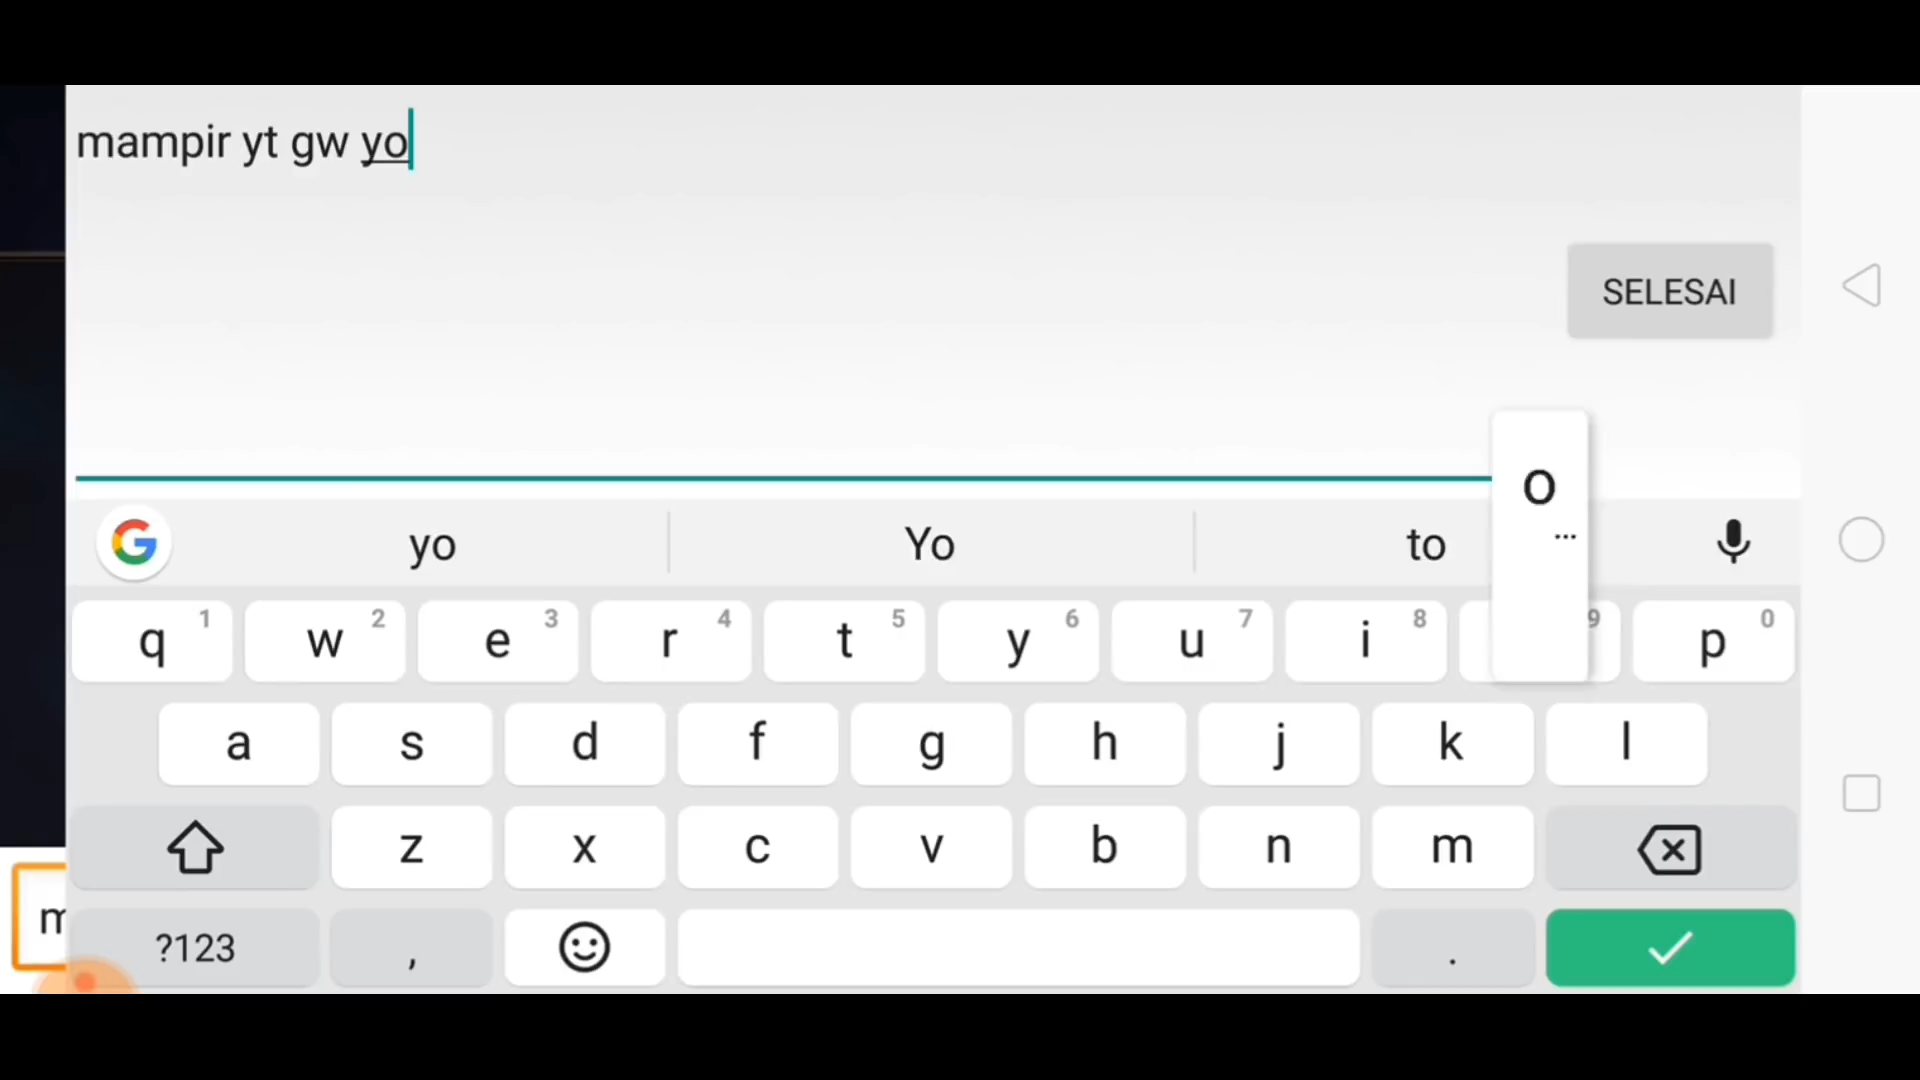 mampir yt gw yo
SELESAI
o
...
yo Yo to
q 1 w 2 e 3 r 4 t 5 y 6 u 7 i 8 9 p 0
a s d f g h j k l
z x c v b n m
m
?123 , .